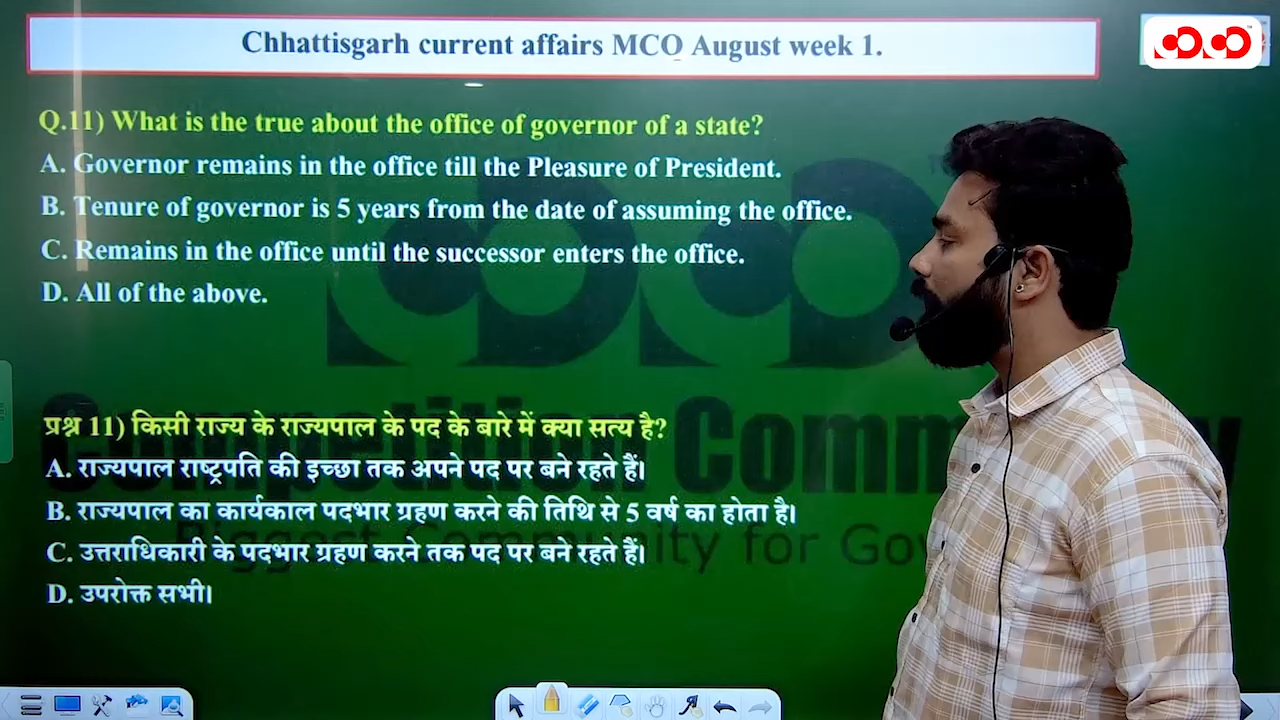 Chhattisgarh current affairs MCQ August week 1.
Q.11) What is the true about the office of governor of a state?
A. Governor remains in the office till the Pleasure of President.
B. Tenure of governor is 5 years from the date of assuming the office.
C. Remains in the office until the successor enters the office.
D. All of the above.
प्रश्न 11) किसी राज्य के राज्यपाल के पद के बारे में क्या सत्य है?
A. राज्यपाल राष्ट्रपति की इच्छा तक अपने पद पर बने रहते हैं।
B. राज्यपाल का कार्यकाल पदभार ग्रहण करने की तिथि से 5 वर्ष का होता है।
C. उत्तराधिकारी के पदभार ग्रहण करने तक पद पर बने रहते हैं।
D. उपरोक्त सभी।